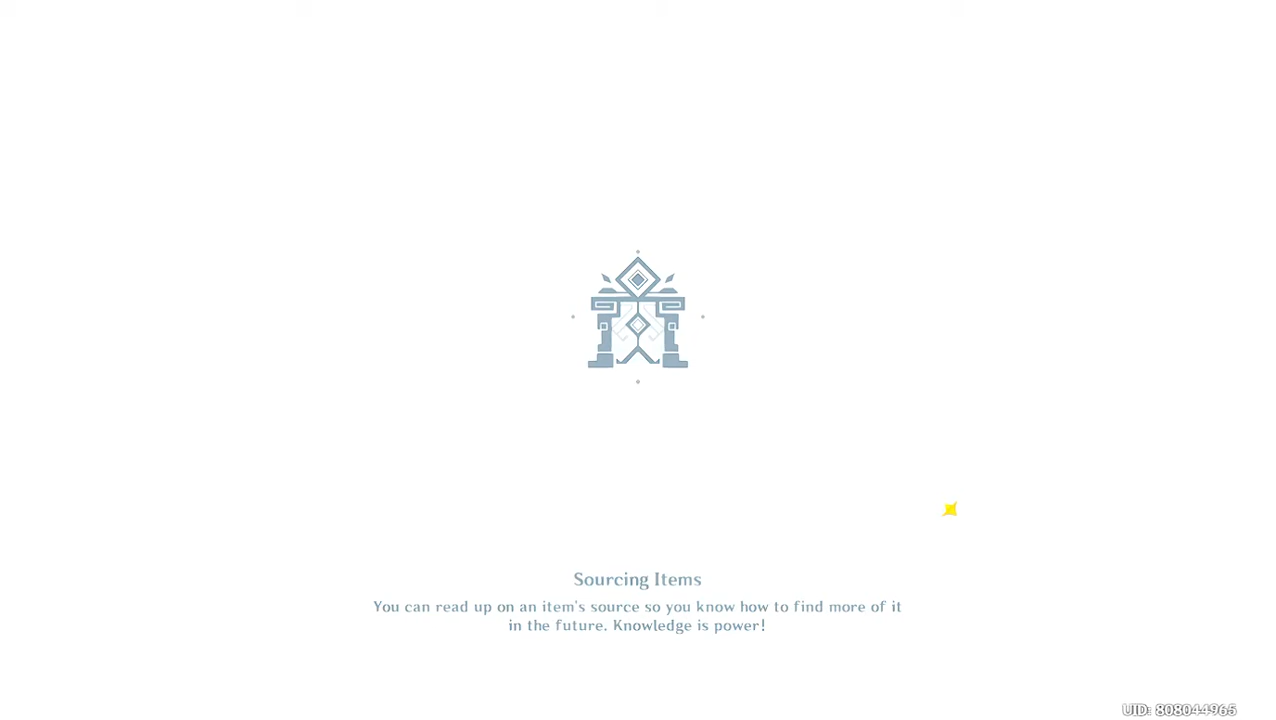 Sourcing Items
You can read up on an item's source so you know how to find more of it
in the future. Knowledge is power!
UID: 808044965